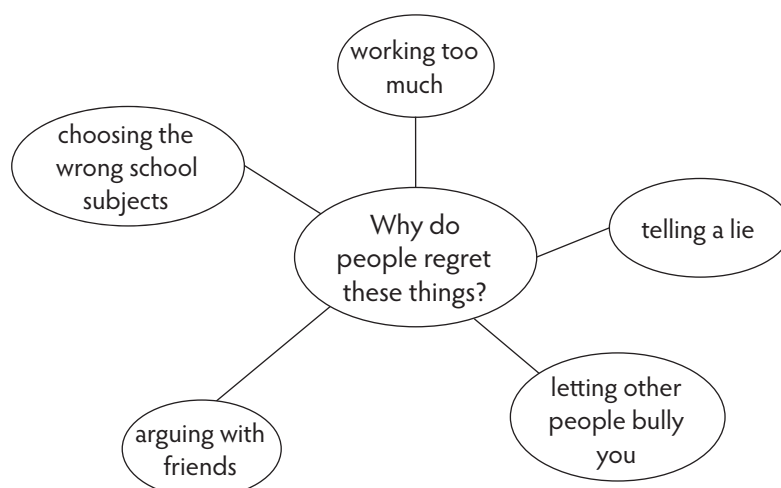 working too
much
choosing the
wrong school
subjects
Why do
people regret
these things?
telling a lie
letting other
people bully
you
arguing with
friends